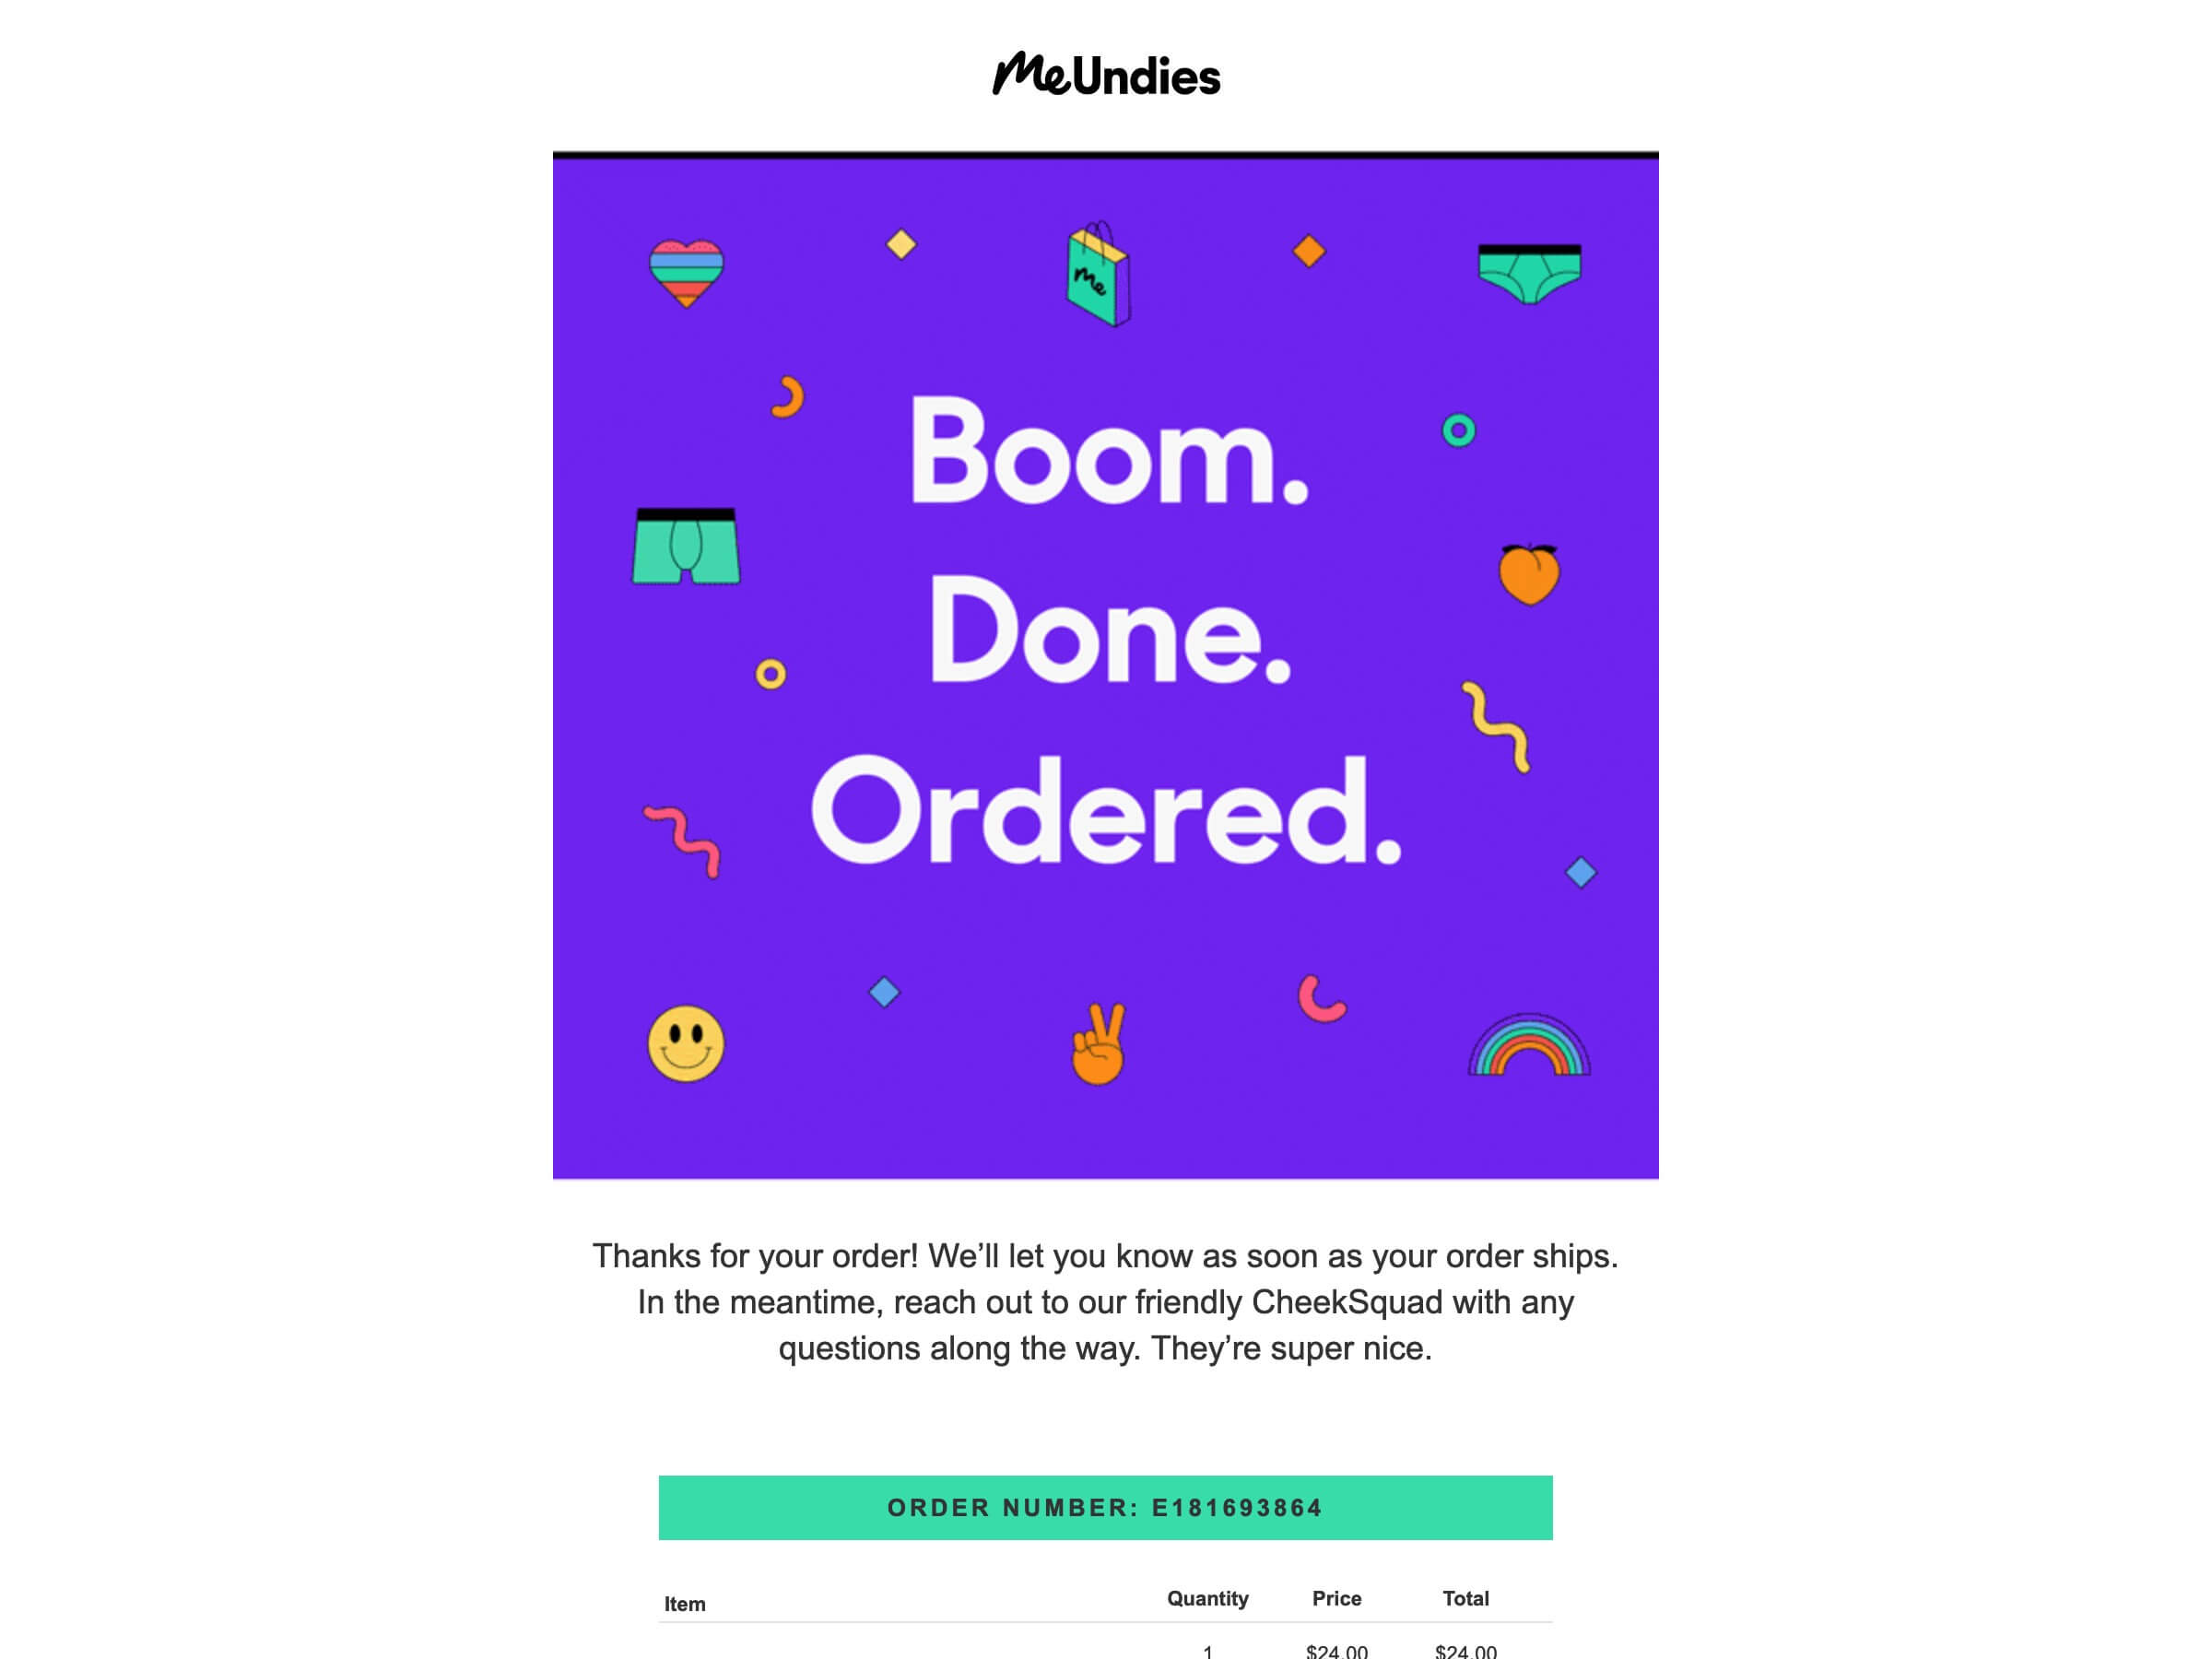 MeUndies
Me
Boom.
Done.
Ordered.
Thanks for your order! We’ll let you know as soon as your order ships.
In the meantime, reach out to our friendly CheekSquad with any
questions along the way. They’re super nice.
ORDER NUMBER: E181693864
Item Quantity Price Total
1 $24.00 $24.00